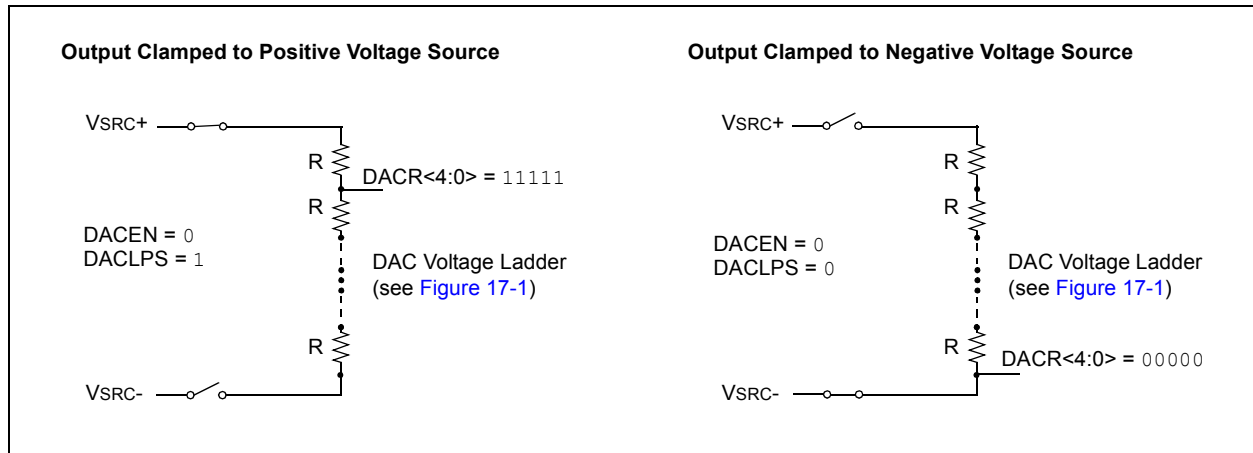 Output Clamped to Positive Voltage Source
VSRC+
R
DACR<4:0> = 11111
R
DACEN = 0
DACLPS = 1
DAC Voltage Ladder
(see Figure 17-1)
R
VSRC-
Output Clamped to Negative Voltage Source
VSRC+
R
R
DACEN = 0
DACLPS = 0
DAC Voltage Ladder
(see Figure 17-1)
R
DACR<4:0> = 00000
VSRC-